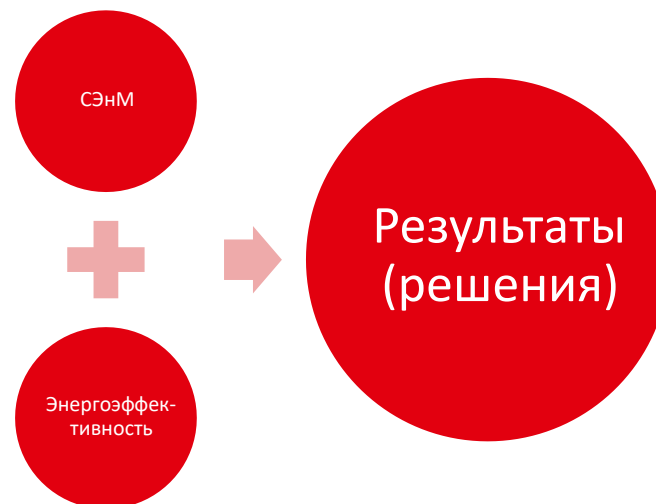 СЭнМ
Энергоэффек-
тивность
Результаты
(решения)